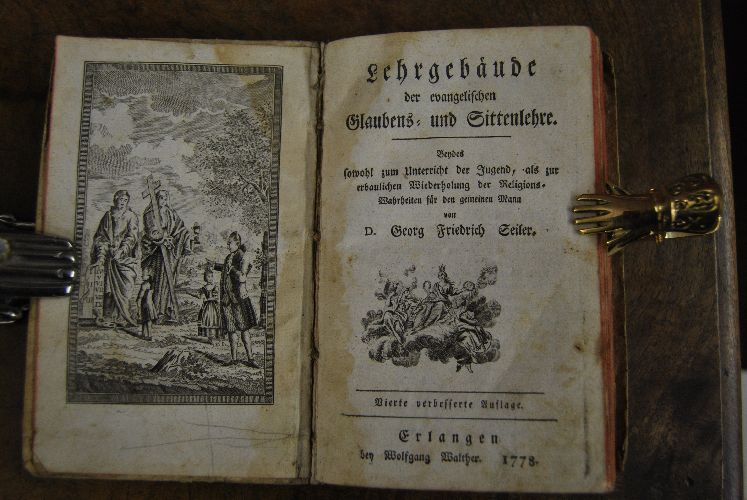 Lehrgebäude
der evangelischen
Glaubens- und Sittenlehre.
Beydes
sowohl zum Unterricht der Jugend, als zur
erbaulichen Wiederholung der Religions-
Wahrheiten für den gemeinen Mann
von
D. Georg Friedrich Seiler.
Vierte verbesserte Auflage.
Erlangen
bey Wolfgang Walther. 1778.